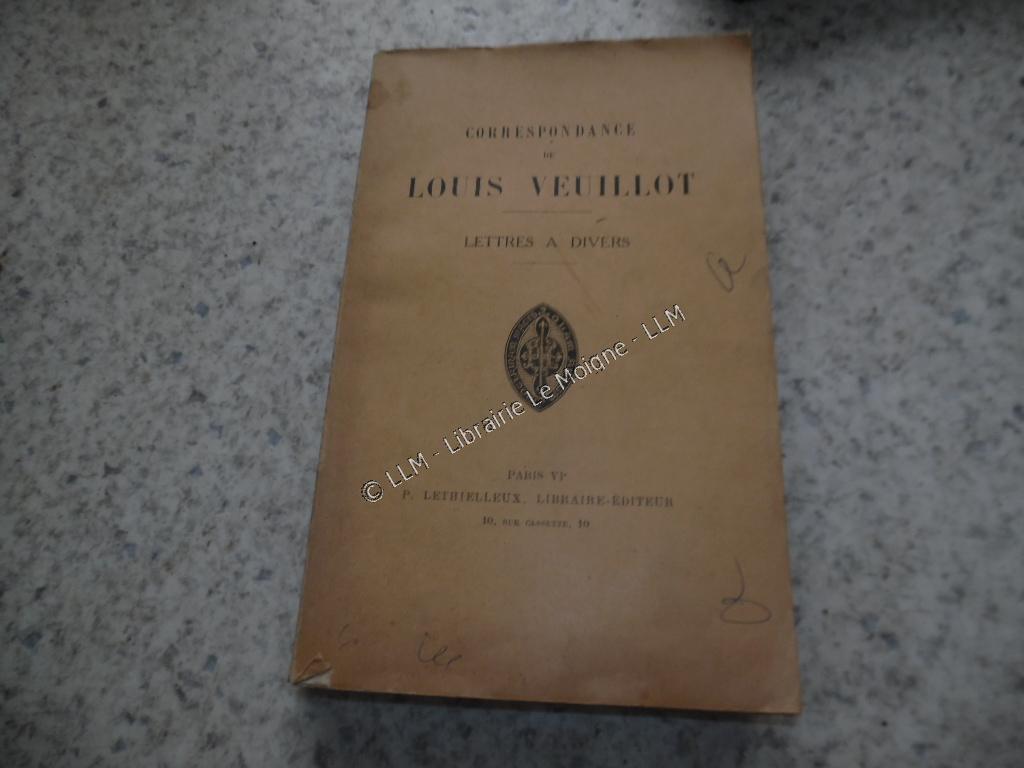 CORRESPONDANCE
DE
LOUIS VEUILLOT
LETTRES A DIVERS
© LLM - Librairie Le Moigne - LLM
PARIS VIe
P. LETHIELLEUX, LIBRAIRE-ÉDITEUR
10, RUE CASSETTE, 10